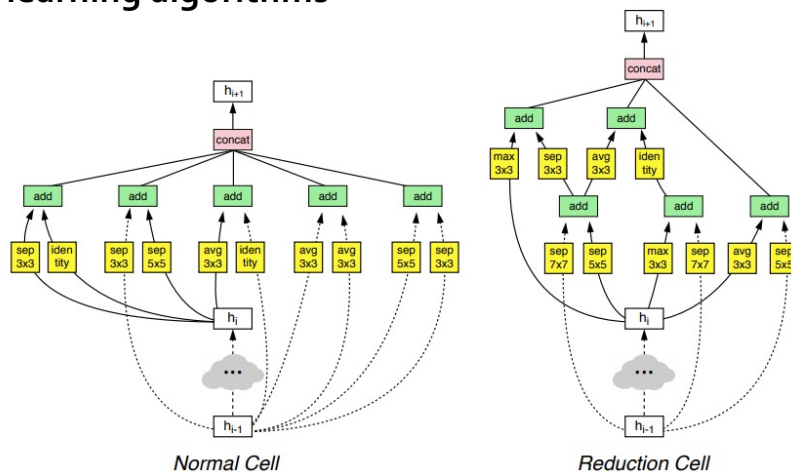 learning algorithms
h_{i+1}
concat
add add add add add
sep 3x3
iden tity
sep 3x3
sep 5x5
avg 3x3
iden tity
avg 3x3
avg 3x3
sep 5x5
sep 3x3
h_i
...
h_{i-1}
Normal Cell
h_{i+1}
concat
add add
max 3x3
sep 3x3
avg 3x3
iden tity
add add add
sep 7x7
sep 5x5
max 3x3
sep 7x7
avg 3x3
sep 5x5
h_i
...
h_{i-1}
Reduction Cell